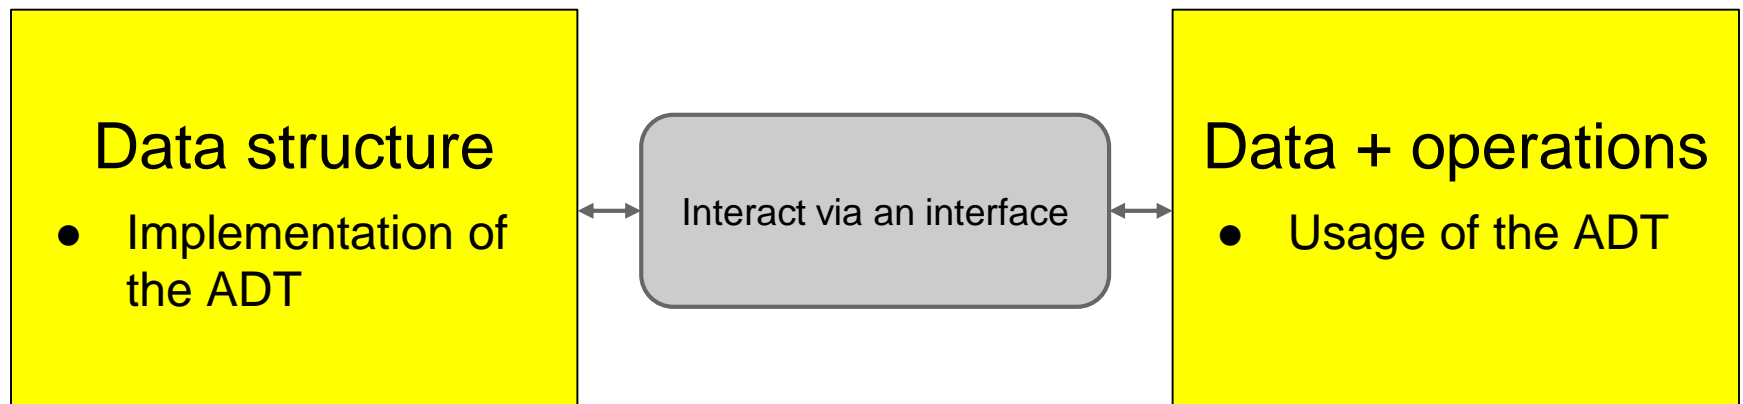 Data structure
● Implementation of
the ADT
Interact via an interface
Data + operations
● Usage of the ADT